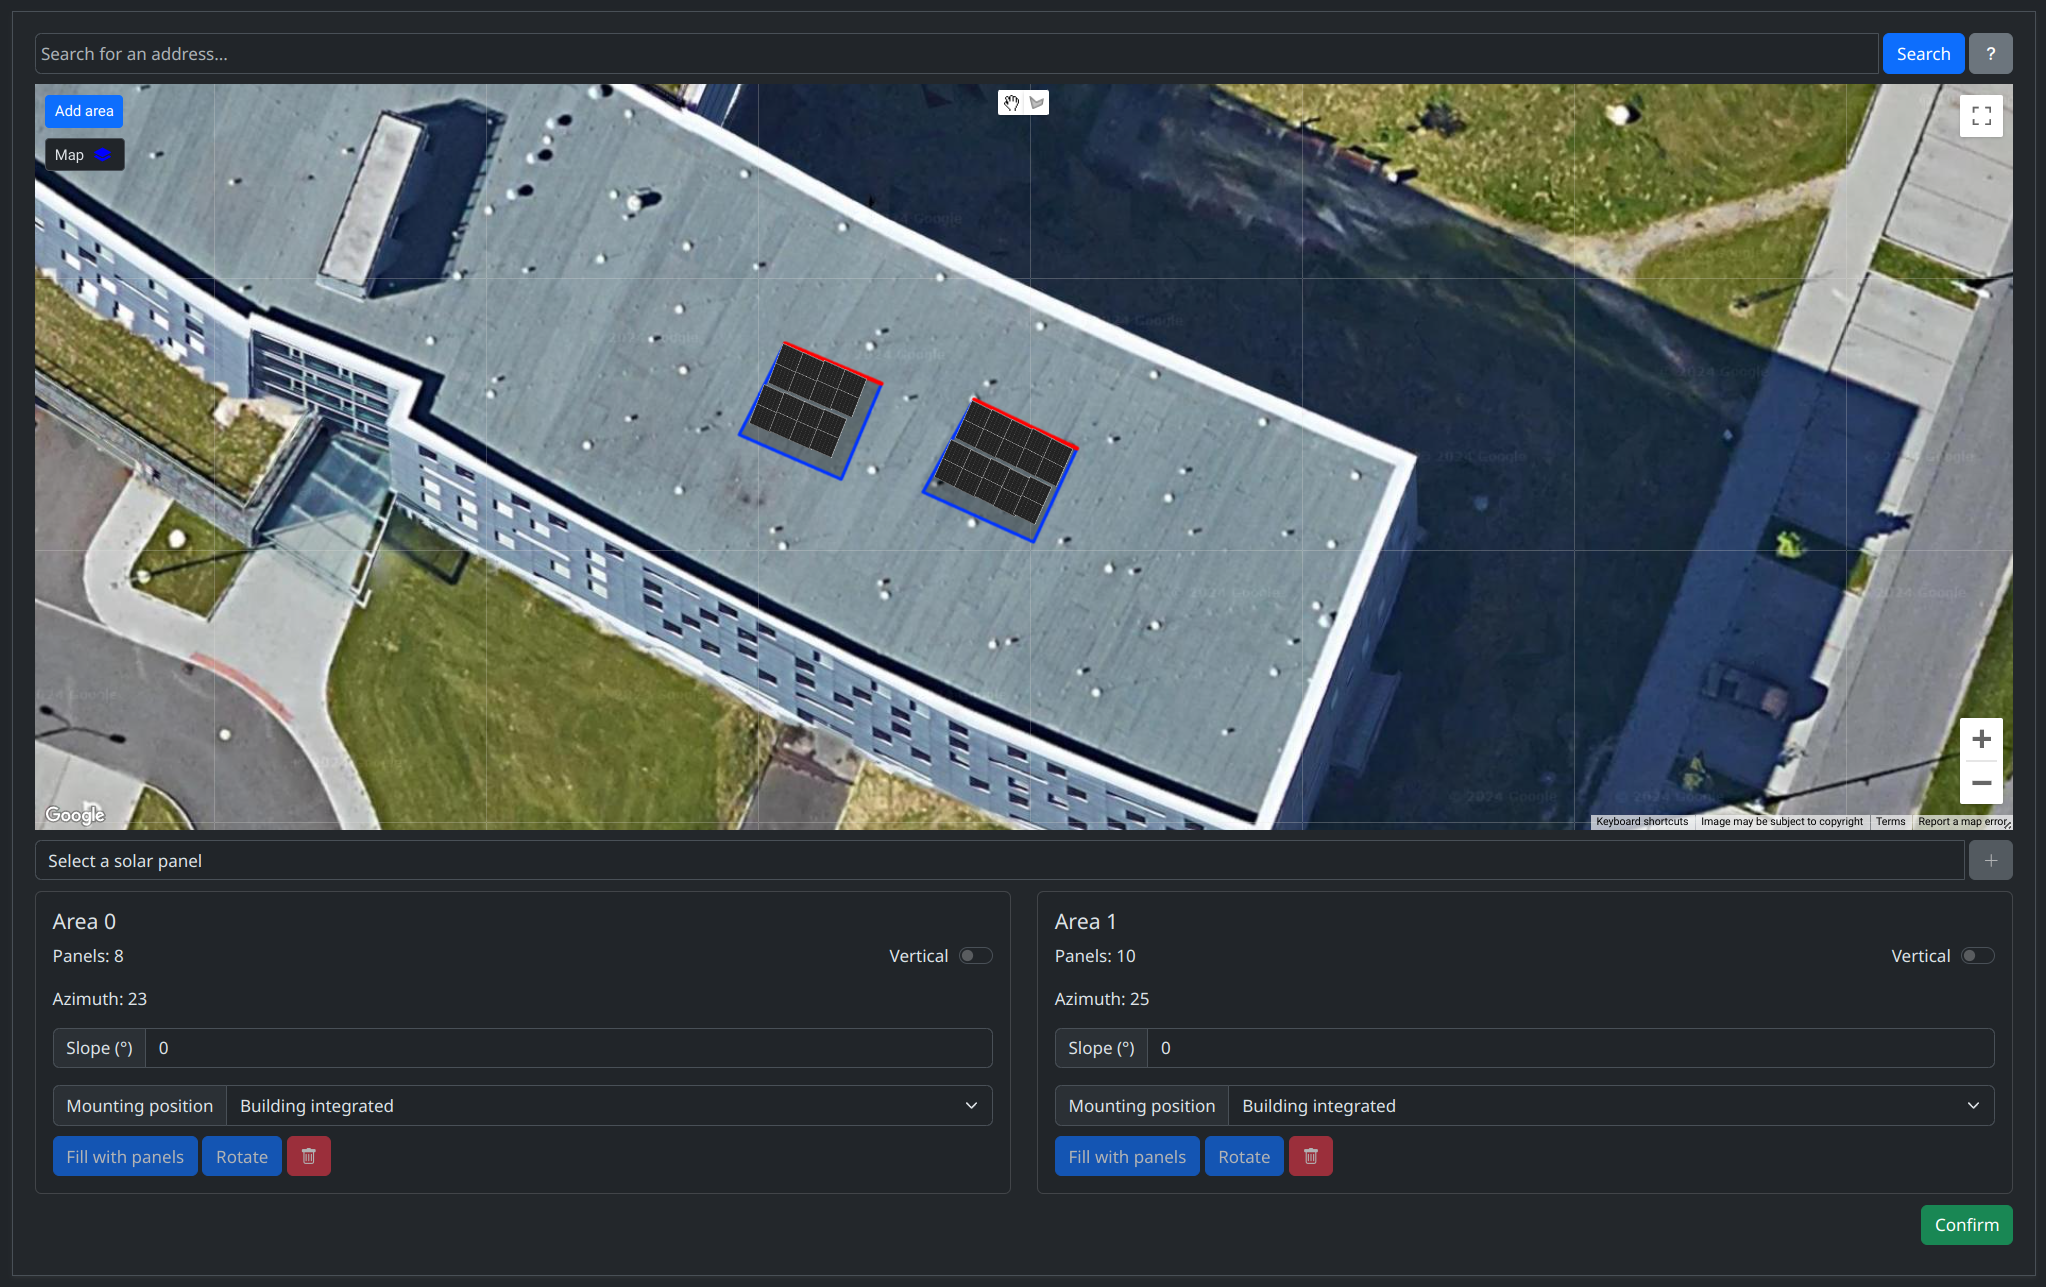 Search for an address...
Search
?
Add area
Map
Google
Keyboard shortcuts
Image may be subject to copyright
Terms
Report a map error
Select a solar panel
+
Area 0
Panels: 8
Vertical
Azimuth: 23
Slope (°)
0
Mounting position
Building integrated
Fill with panels
Rotate
Area 1
Panels: 10
Vertical
Azimuth: 25
Slope (°)
0
Mounting position
Building integrated
Fill with panels
Rotate
Confirm